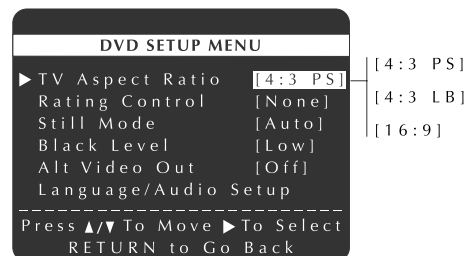 DVD SETUP MENU
▶ TV Aspect Ratio [4:3 PS]
Rating Control [None]
Still Mode [Auto]
Black Level [Low]
Alt Video Out [Off]
Language/Audio Setup
Press ▲/▼ To Move ▶ To Select
RETURN to Go Back
[4:3 PS]
[4:3 LB]
[16:9]